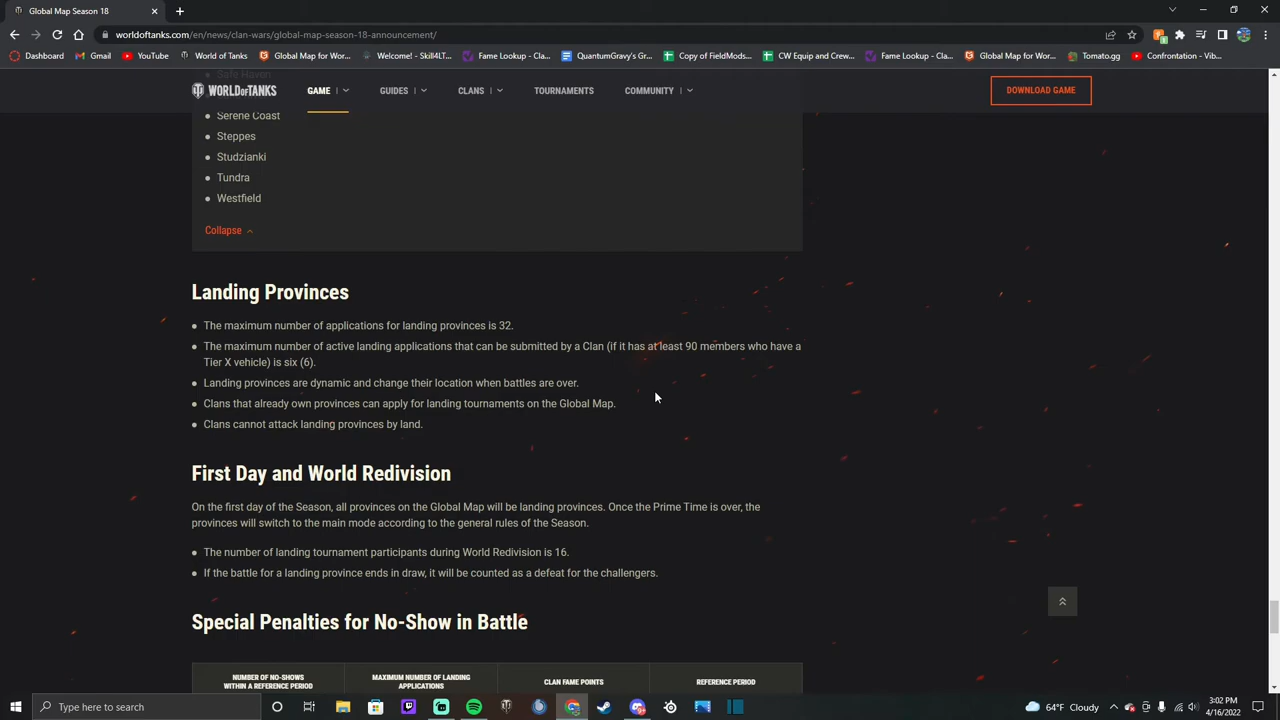 Global Map Season 18
worldoftanks.com/en/news/clan-wars/global-map-season-18-announcement/
Dashboard
Gmail
YouTube
World of Tanks
Global Map for Wor...
Welcome! - Skill4LT...
Fame Lookup - Cla...
QuantumGravy's Gr...
Copy of FieldMods...
CW Equip and Crew...
Fame Lookup - Cla...
Global Map for Wor...
Tomato.gg
Confrontation - Vib...
Safe Haven
WORLD OF TANKS
GAME
GUIDES
CLANS
TOURNAMENTS
COMMUNITY
DOWNLOAD GAME
Serene Coast
Steppes
Studzianki
Tundra
Westfield
Collapse
Landing Provinces
The maximum number of applications for landing provinces is 32.
The maximum number of active landing applications that can be submitted by a Clan (if it has at least 90 members who have a
Tier X vehicle) is six (6).
Landing provinces are dynamic and change their location when battles are over.
Clans that already own provinces can apply for landing tournaments on the Global Map.
Clans cannot attack landing provinces by land.
First Day and World Redivision
On the first day of the Season, all provinces on the Global Map will be landing provinces. Once the Prime Time is over, the
provinces will switch to the main mode according to the general rules of the Season.
The number of landing tournament participants during World Redivision is 16.
If the battle for a landing province ends in draw, it will be counted as a defeat for the challengers.
Special Penalties for No-Show in Battle
NUMBER OF NO-SHOWS
WITHIN A REFERENCE PERIOD
MAXIMUM NUMBER OF LANDING
APPLICATIONS
CLAN FAME POINTS
REFERENCE PERIOD
Type here to search
64°F Cloudy
3:02 PM
4/16/2022